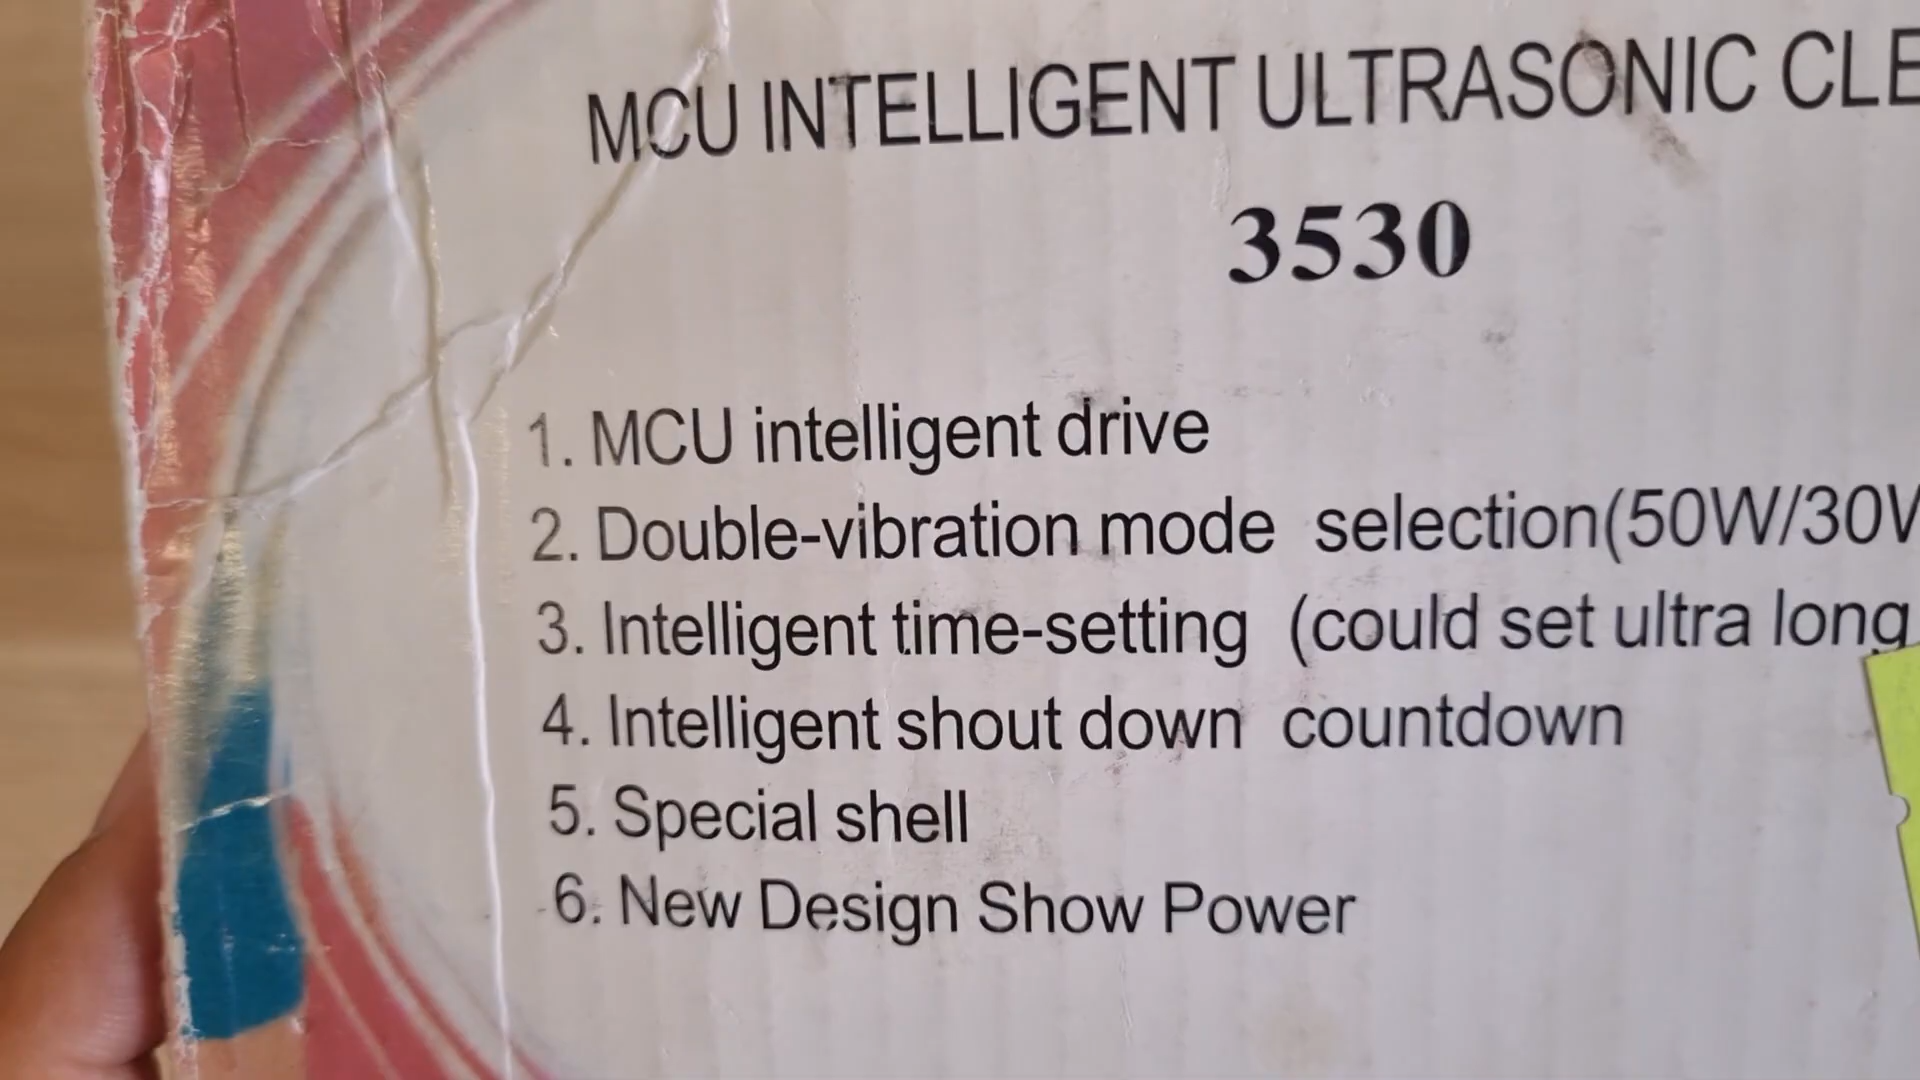 MCU INTELLIGENT ULTRASONIC CLE
3530
1. MCU intelligent drive
2. Double-vibration mode selection(50W/30
3. Intelligent time-setting (could set ultra long
4. Intelligent shout down countdown
5. Special shell
6. New Design Show Power